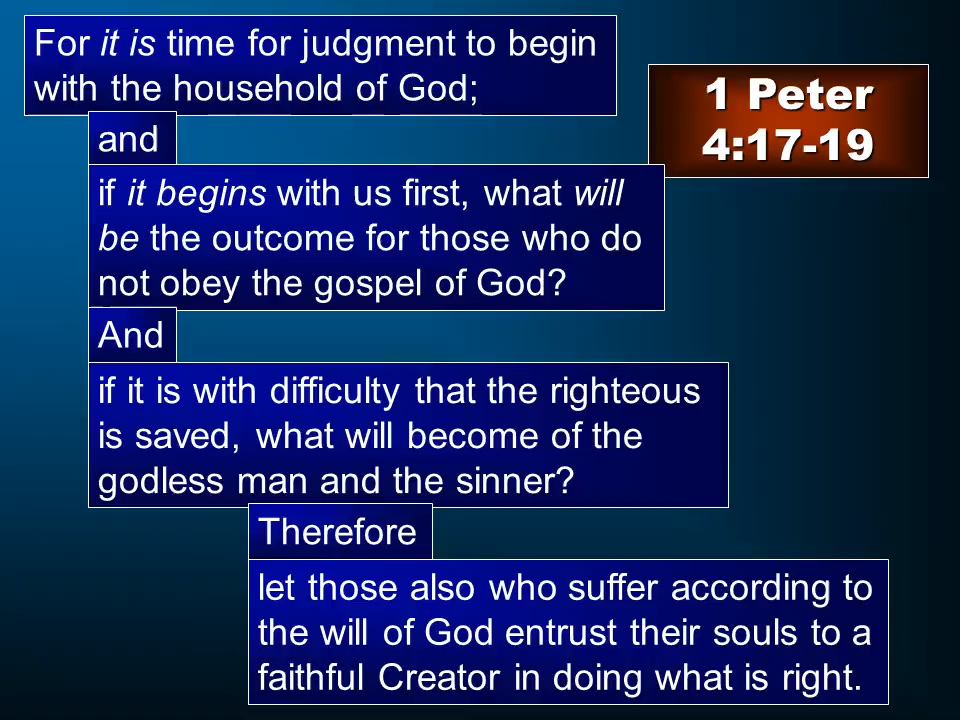 For it is time for judgment to begin
with the household of God;
1 Peter
4:17-19
and
if it begins with us first, what will
be the outcome for those who do
not obey the gospel of God?
And
if it is with difficulty that the righteous
is saved, what will become of the
godless man and the sinner?
Therefore
let those also who suffer according to
the will of God entrust their souls to a
faithful Creator in doing what is right.